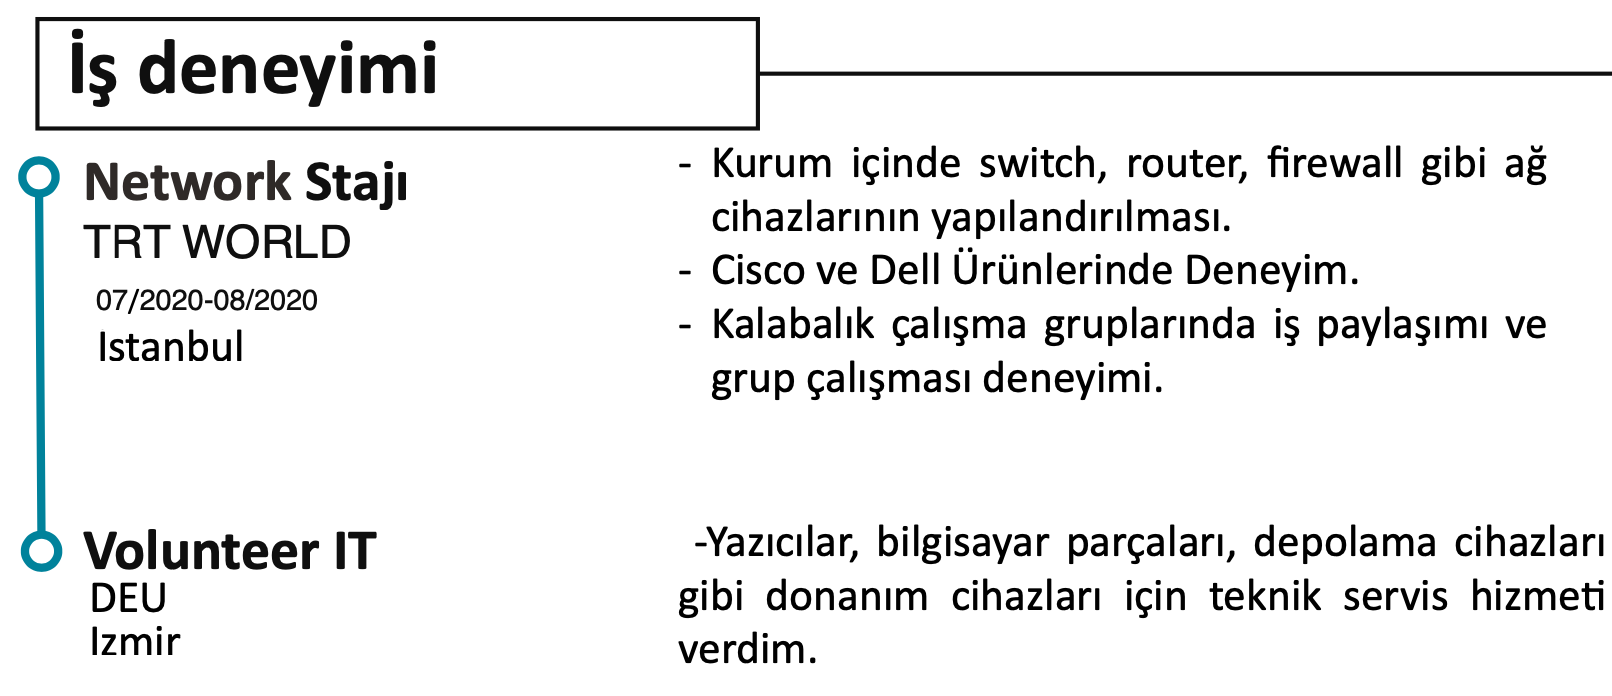 İş deneyimi
Network Stajı
TRT WORLD
07/2020-08/2020
Istanbul
- Kurum içinde switch, router, firewall gibi ağ
cihazlarının yapılandırılması.
- Cisco ve Dell Ürünlerinde Deneyim.
- Kalabalık çalışma gruplarında iş paylaşımı ve
grup çalışması deneyimi.
Volunteer IT
DEU
Izmir
-Yazıcılar, bilgisayar parçaları, depolama cihazları
gibi donanım cihazları için teknik servis hizmeti
verdim.